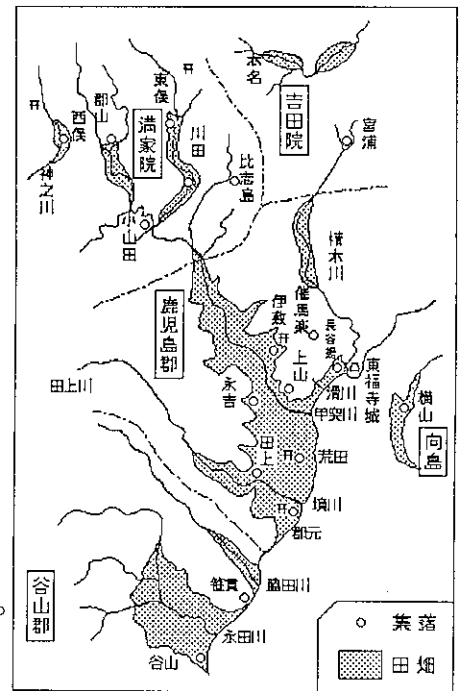 吉田院
本名
宮浦
東俣
川田
満家院
郡山
西俣
神之川
小山田
比志島
棈木川
鹿児島郡
伊敷
催馬楽
長谷場
上山
東福寺城
滑川
甲突川
横山
向島
田上川
永吉
田上
荒田
境川
郡元
谷山郡
笹貫
脇田川
永田川
谷山
集落
田畑